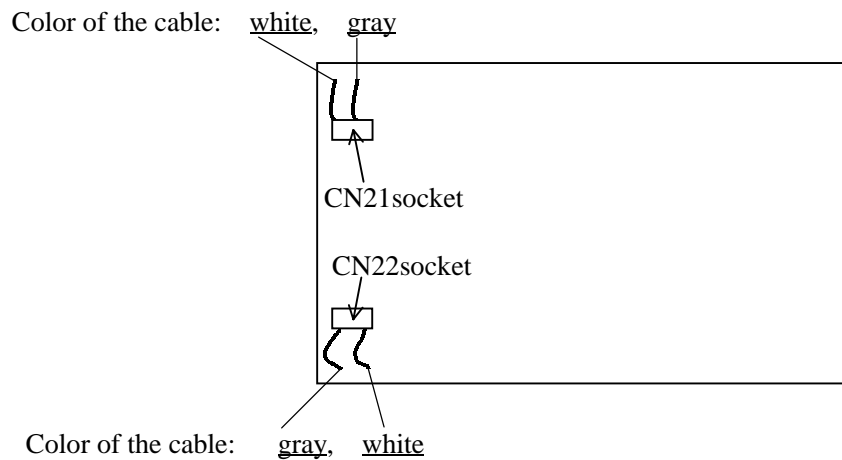 Color of the cable: white, gray
CN21socket
CN22socket
Color of the cable: gray, white